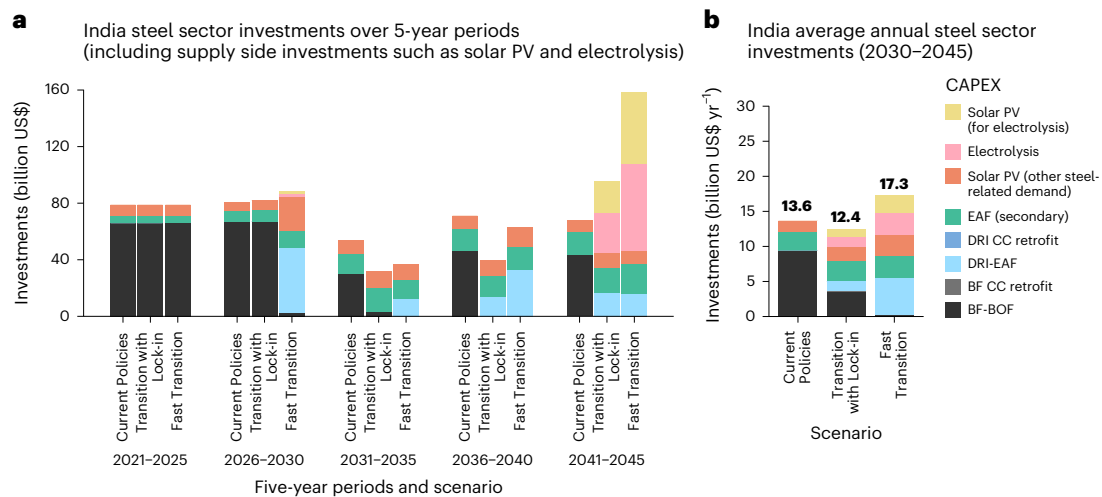 a
India steel sector investments over 5-year periods
(including supply side investments such as solar PV and electrolysis)
Investments (billion US$)
160
120
80
40
0
Current Policies
Transition with
Lock-in
Fast Transition
2021–2025
Current Policies
Transition with
Lock-in
Fast Transition
2026–2030
Current Policies
Transition with
Lock-in
Fast Transition
2031–2035
Current Policies
Transition with
Lock-in
Fast Transition
2036–2040
Current Policies
Transition with
Lock-in
Fast Transition
2041–2045
Five-year periods and scenario
b
India average annual steel sector
investments (2030–2045)
Investments (billion US$ yr⁻¹)
30
20
15
10
5
0
13.6
12.4
17.3
Current
Policies
Transition
with Lock-in
Fast
Transition
Scenario
CAPEX
Solar PV
(for electrolysis)
Electrolysis
Solar PV (other steel-
related demand)
EAF (secondary)
DRI CC retrofit
DRI-EAF
BF CC retrofit
BF-BOF